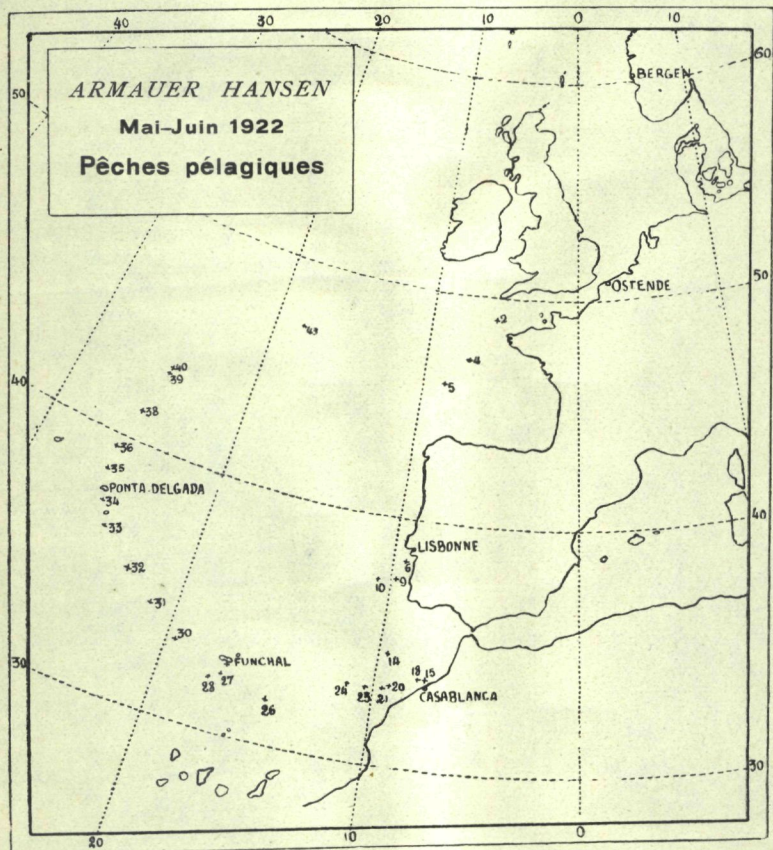 40 30 20 10 0 10
60
BERGEN
ARMAUER HANSEN
Mai-Juin 1922
Pêches pélagiques
50
50
OSTENDE
2
43
4
40
39
5
40
38
36
35
PONTA DELGADA
34
33
40
LISBONNE
6
32
10 9
31
30
14
FUNCHAL
30
27
28
18 15
24
20
23
21
CASABLANCA
26
30
20 10 0